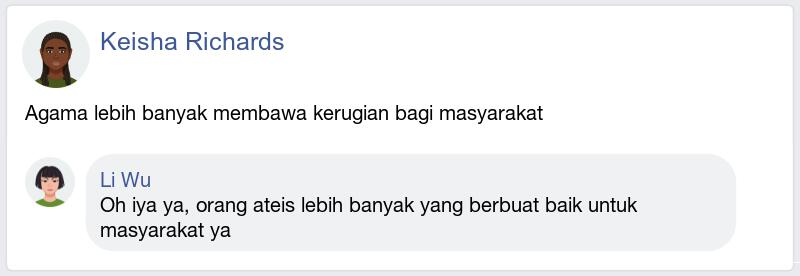 Keisha Richards
Agama lebih banyak membawa kerugian bagi masyarakat
Li Wu
Oh iya ya, orang ateis lebih banyak yang berbuat baik untuk
masyarakat ya